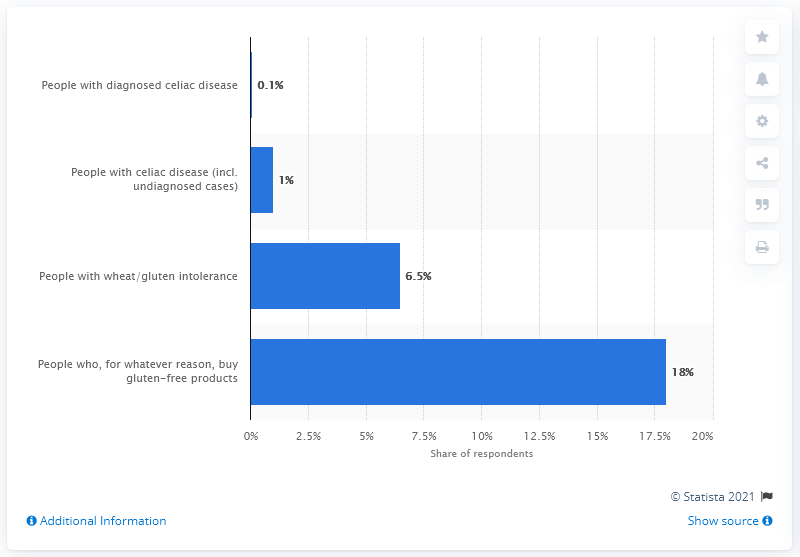 People with diagnosed celiac disease
0.1%
People with celiac disease (incl.
undiagnosed cases)
1%
People with wheat/gluten intolerance
6.5%
People who, for whatever reason, buy
gluten-free products
18%
0% 2.5% 5% 7.5% 10% 12.5% 15% 17.5% 20%
Share of respondents
© Statista 2021
Additional Information
Show source